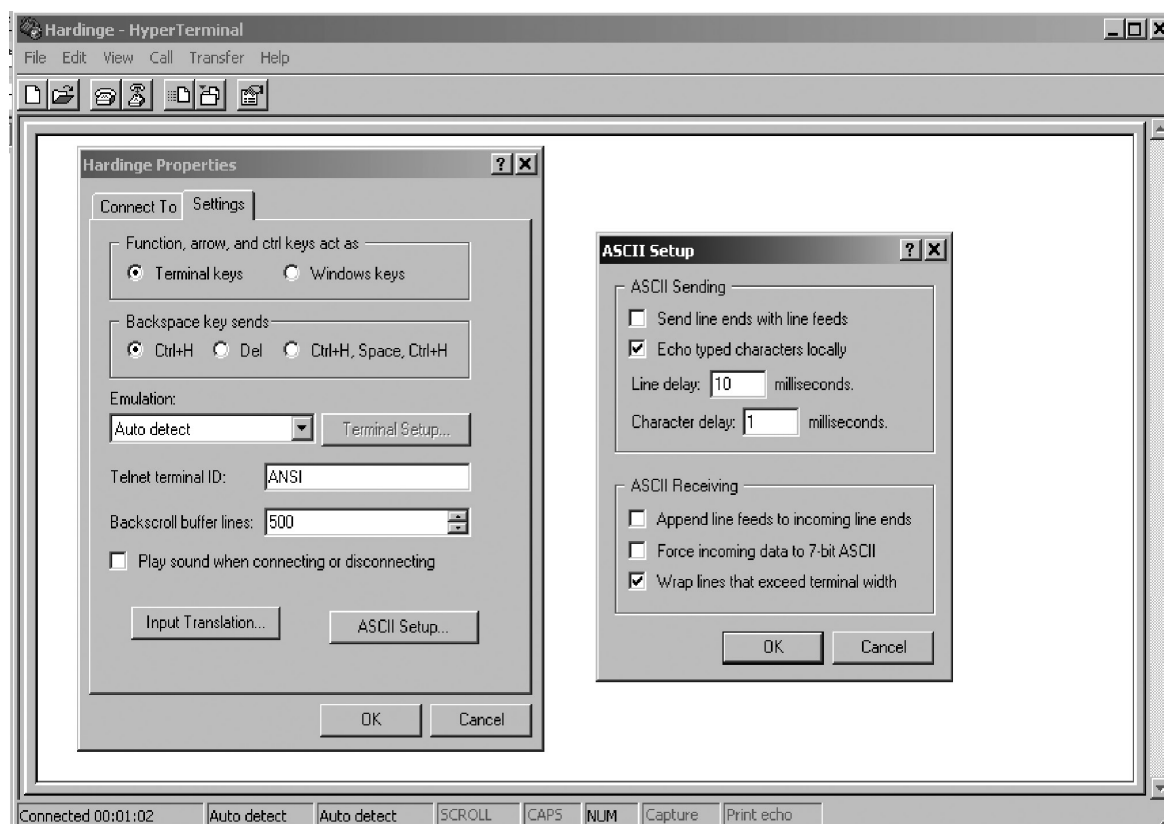 Hardinge - HyperTerminal
File Edit View Call Transfer Help
Hardinge Properties
Connect To Settings
Function, arrow, and ctrl keys act as
Terminal keys Windows keys
Backspace key sends
Ctrl+H Del Ctrl+H, Space, Ctrl+H
Emulation:
Auto detect Terminal Setup...
Telnet terminal ID: ANSI
Backscroll buffer lines: 500
Play sound when connecting or disconnecting
Input Translation... ASCII Setup...
OK Cancel
ASCII Setup
ASCII Sending
Send line ends with line feeds
Echo typed characters locally
Line delay: 10 milliseconds.
Character delay: 1 milliseconds.
ASCII Receiving
Append line feeds to incoming line ends
Force incoming data to 7-bit ASCII
Wrap lines that exceed terminal width
OK Cancel
Connected 00:01:02 Auto detect Auto detect SCROLL CAPS NUM Capture Print echo